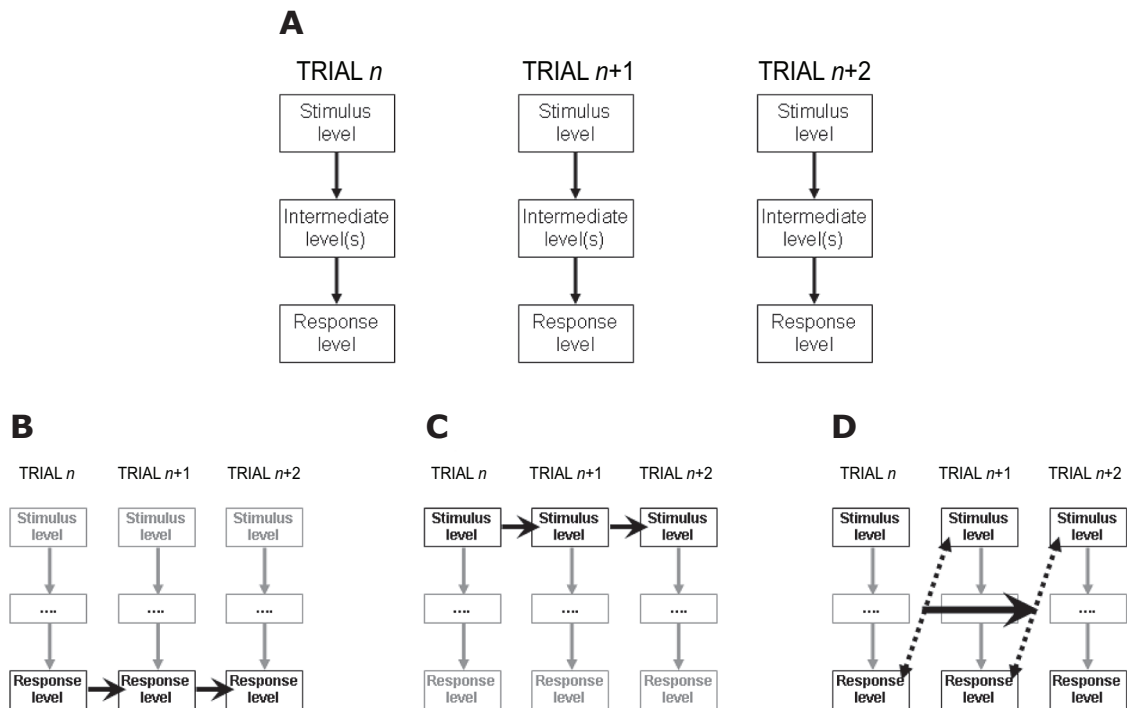 A
TRIAL n
TRIAL n+1
TRIAL n+2
Stimulus
level
Stimulus
level
Stimulus
level
Intermediate
level(s)
Intermediate
level(s)
Intermediate
level(s)
Response
level
Response
level
Response
level
B
TRIAL n
TRIAL n+1
TRIAL n+2
Stimulus
level
Stimulus
level
Stimulus
level
....
....
....
Response
level
Response
level
Response
level
C
TRIAL n
TRIAL n+1
TRIAL n+2
Stimulus
level
Stimulus
level
Stimulus
level
....
....
....
Response
level
Response
level
Response
level
D
TRIAL n
TRIAL n+1
TRIAL n+2
Stimulus
level
Stimulus
level
Stimulus
level
....
....
Response
level
Response
level
Response
level